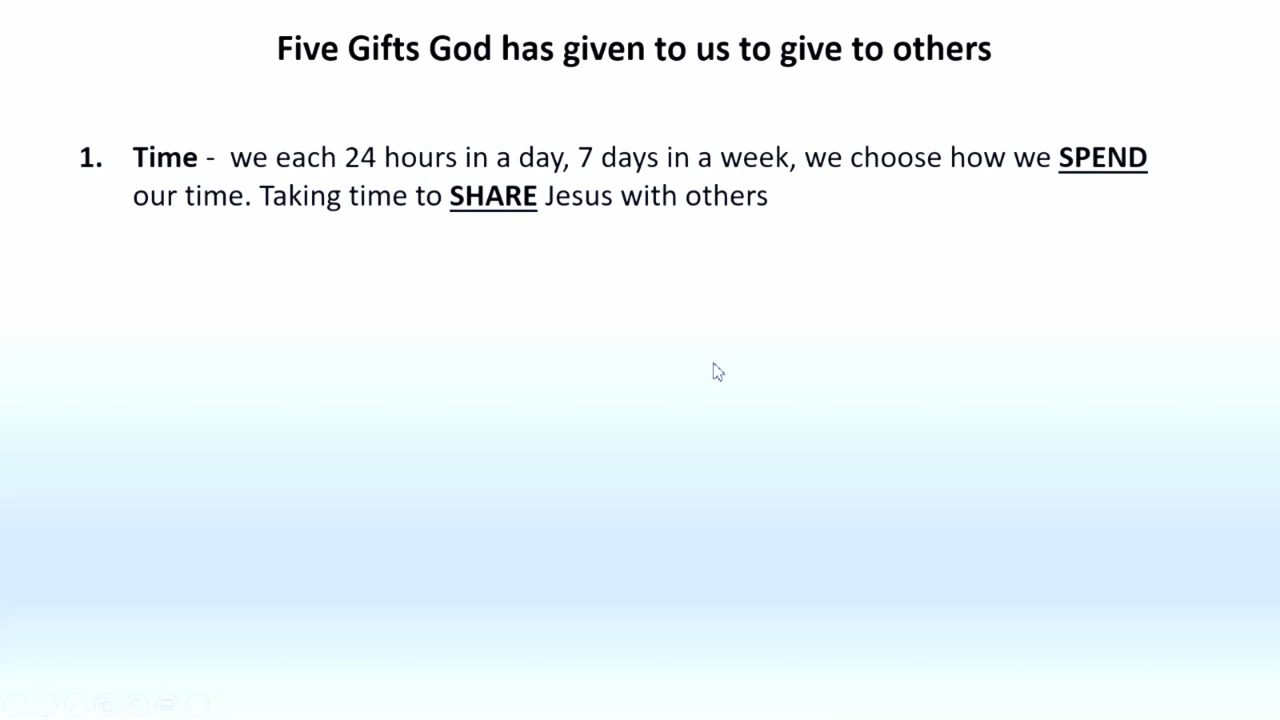 Five Gifts God has given to us to give to others
1. Time - we each 24 hours in a day, 7 days in a week, we choose how we SPEND
our time. Taking time to SHARE Jesus with others